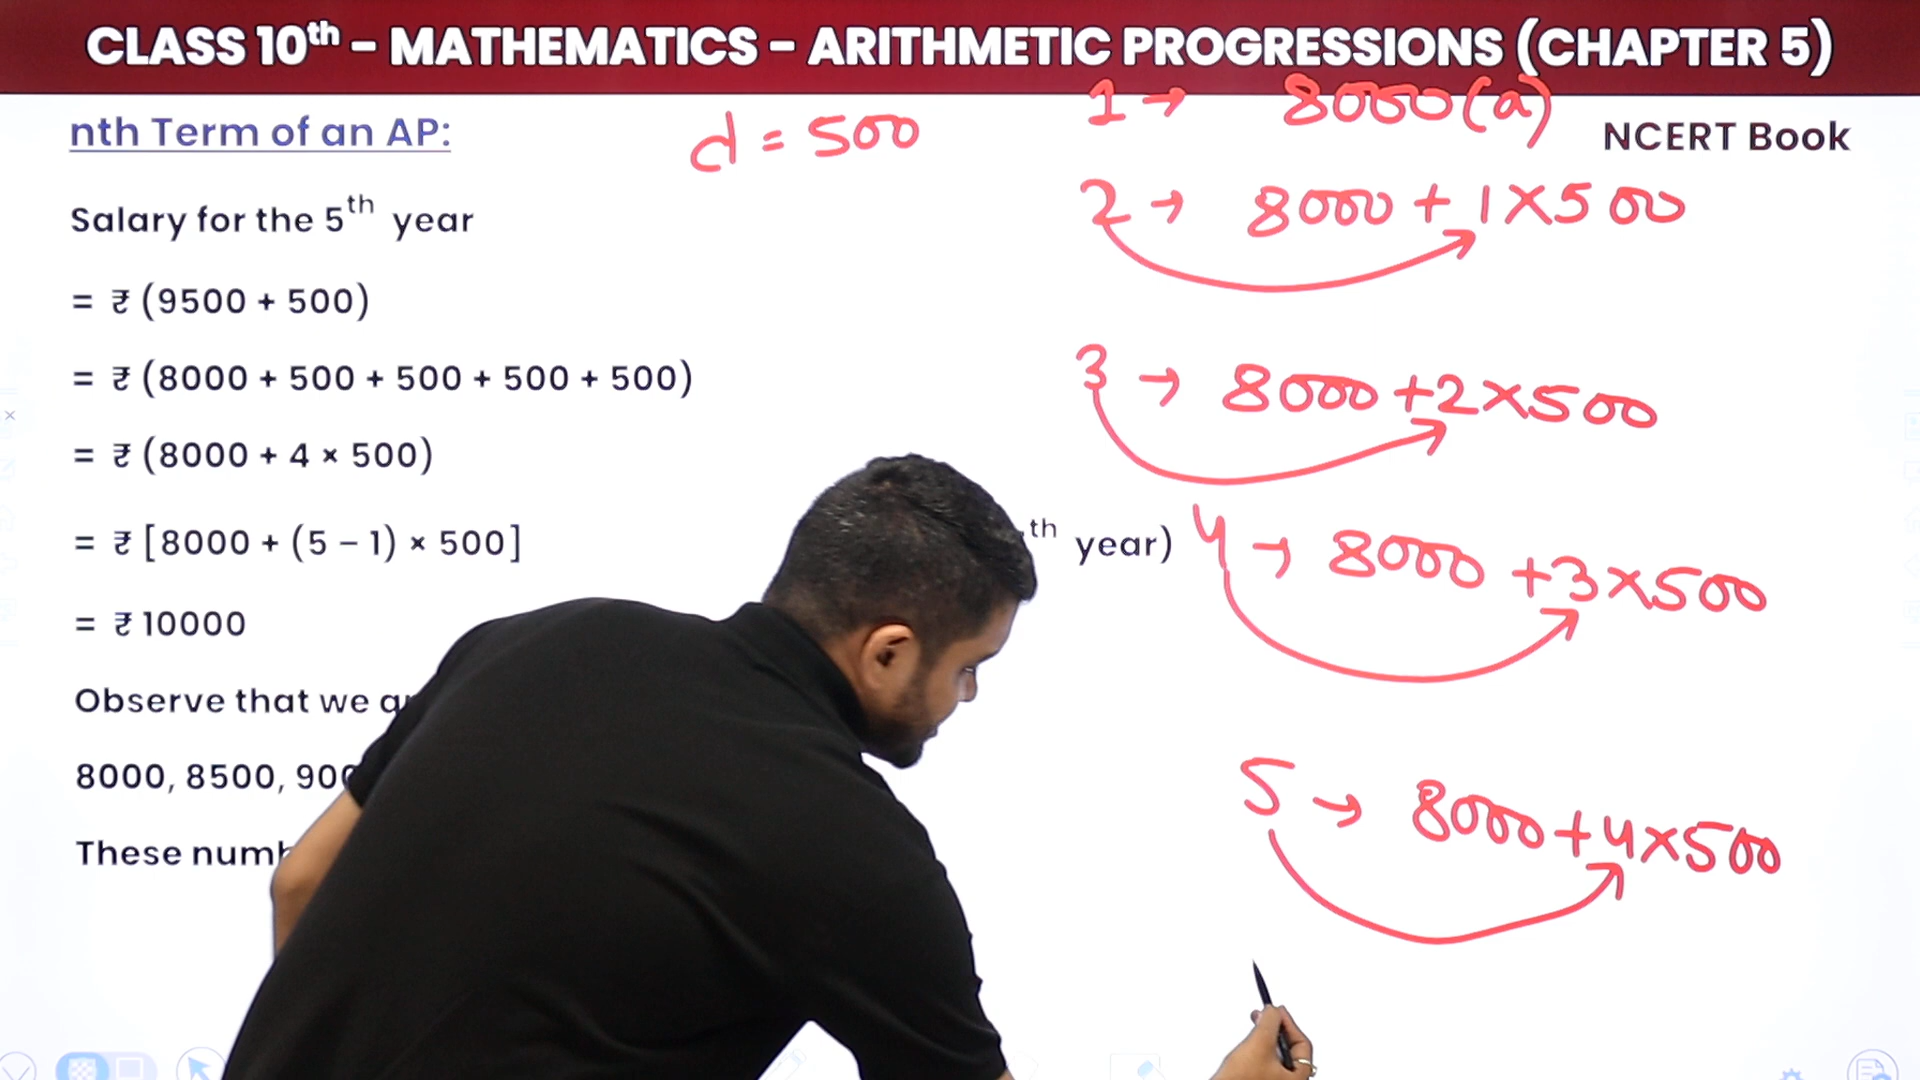 CLASS 10th – MATHEMATICS – ARITHMETIC PROGRESSIONS (CHAPTER 5)
nth Term of an AP:
d = 500
1 → 8000 (a)
NCERT Book
2 → 8000 + 1 × 500
Salary for the 5th year
= ₹ (9500 + 500)
= ₹ (8000 + 500 + 500 + 500 + 500)
3 → 8000 + 2 × 500
= ₹ (8000 + 4 × 500)
= ₹ [8000 + (5 – 1) × 500]
th year)
4 → 8000 + 3 × 500
= ₹ 10000
Observe that we
8000, 8500,
5 → 8000 + 4 × 500
These